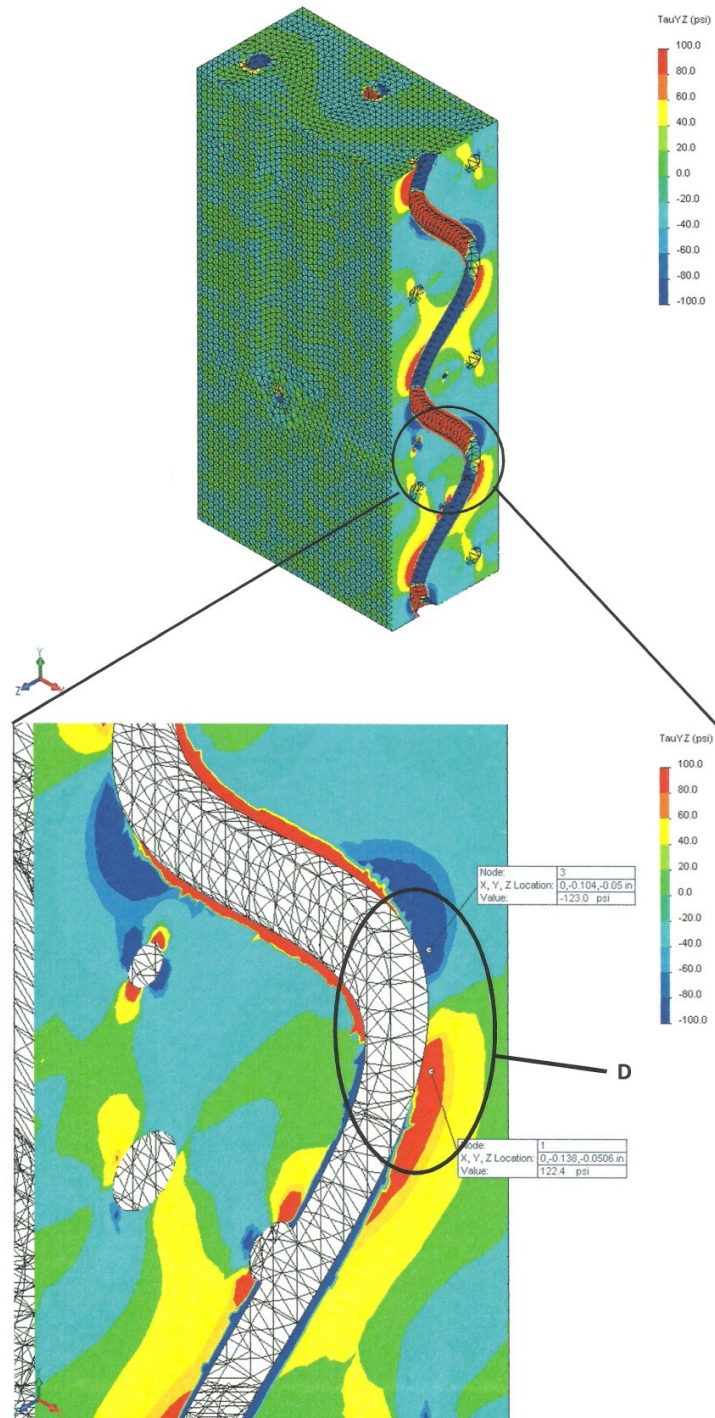 TauYZ (psi)
100.0
80.0
60.0
40.0
20.0
0.0
-20.0
-40.0
-60.0
-80.0
-100.0
Y
Z
TauYZ (psi)
100.0
80.0
60.0
40.0
20.0
0.0
-20.0
-40.0
-60.0
-80.0
-100.0
Node: 3
X, Y, Z Location: 0,-0.104,-0.05 in
Value: -123.0 psi
D
Node: 1
X, Y, Z Location: 0,-0.138,-0.0506 in
Value: 122.4 psi